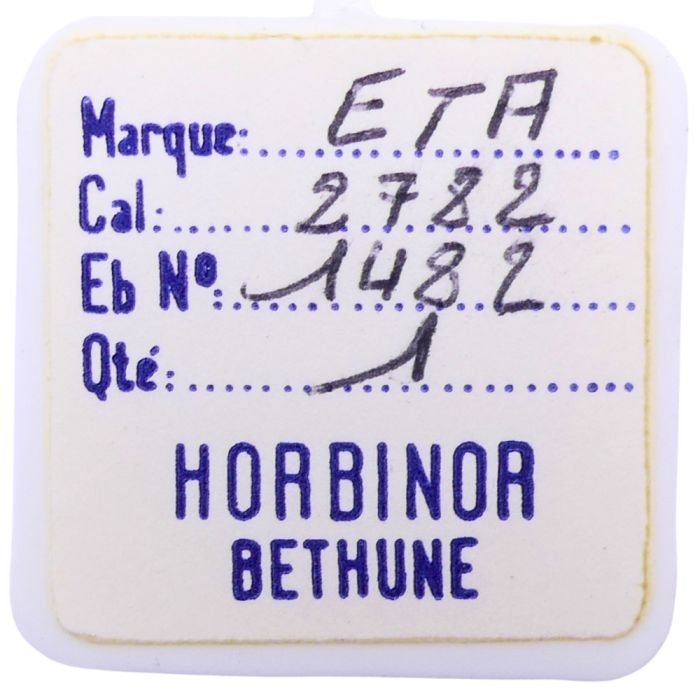 Marque: ETA
Cal: 2782
Eb Nº: 1482
Qté: 1
HORBINOR
BETHUNE